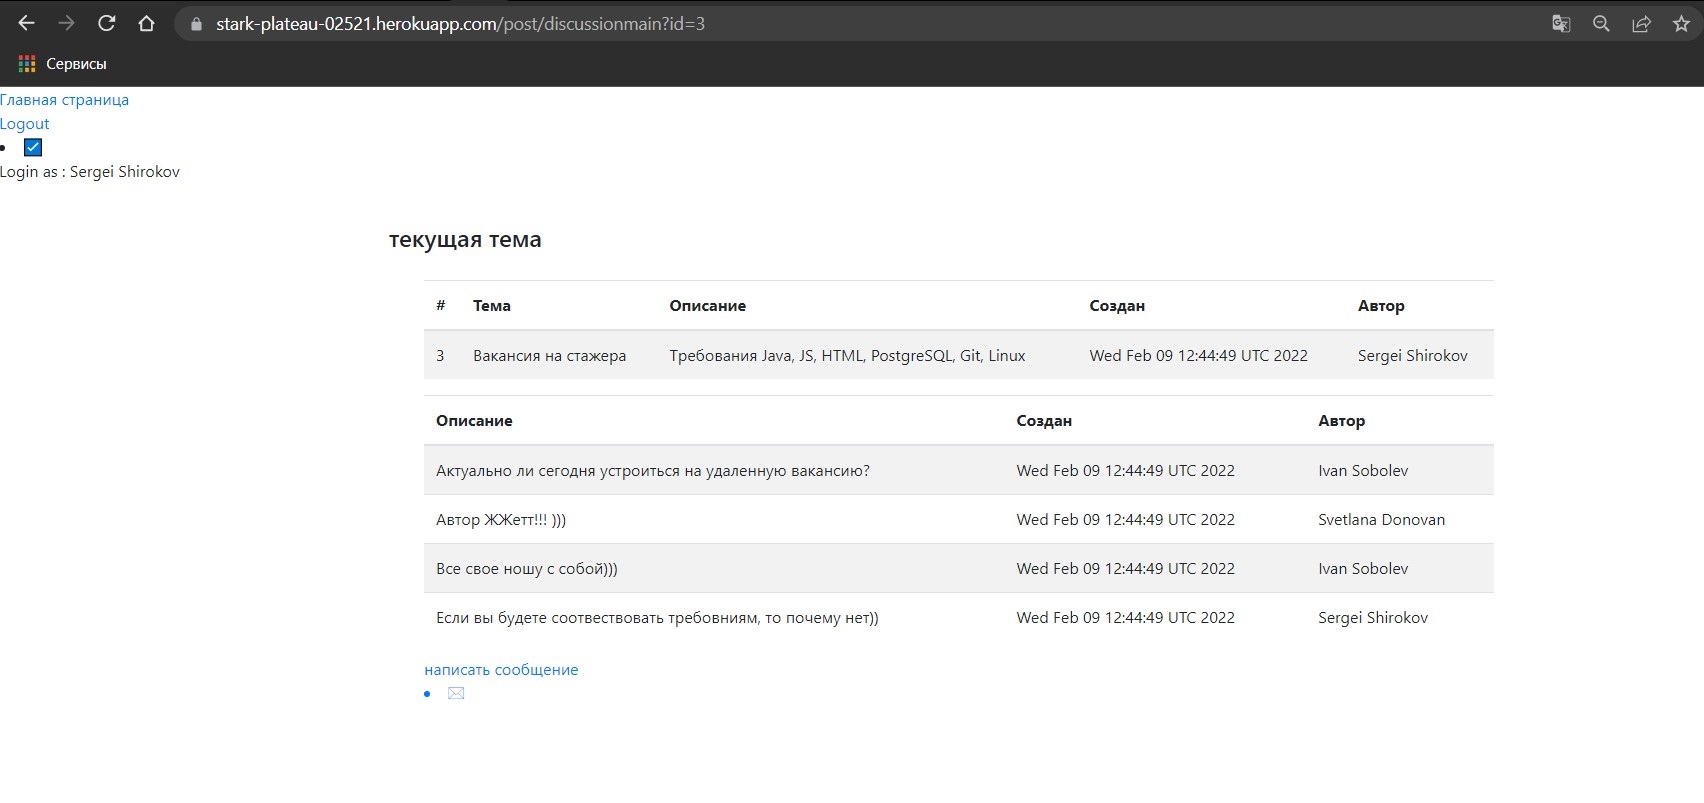 stark-plateau-02521.herokuapp.com/post/discussionmain?id=3
Сервисы
Главная страница
Logout
Login as : Sergei Shirokov
текущая тема
# Тема Описание Создан Автор
3 Вакансия на стажера Требования Java, JS, HTML, PostgreSQL, Git, Linux Wed Feb 09 12:44:49 UTC 2022 Sergei Shirokov
Описание Создан Автор
Актуально ли сегодня устроиться на удаленную вакансию? Wed Feb 09 12:44:49 UTC 2022 Ivan Sobolev
Автор ЖЖетт!!! ))) Wed Feb 09 12:44:49 UTC 2022 Svetlana Donovan
Все свое ношу с собой))) Wed Feb 09 12:44:49 UTC 2022 Ivan Sobolev
Если вы будете соотвествовать требовниям, то почему нет)) Wed Feb 09 12:44:49 UTC 2022 Sergei Shirokov
написать сообщение